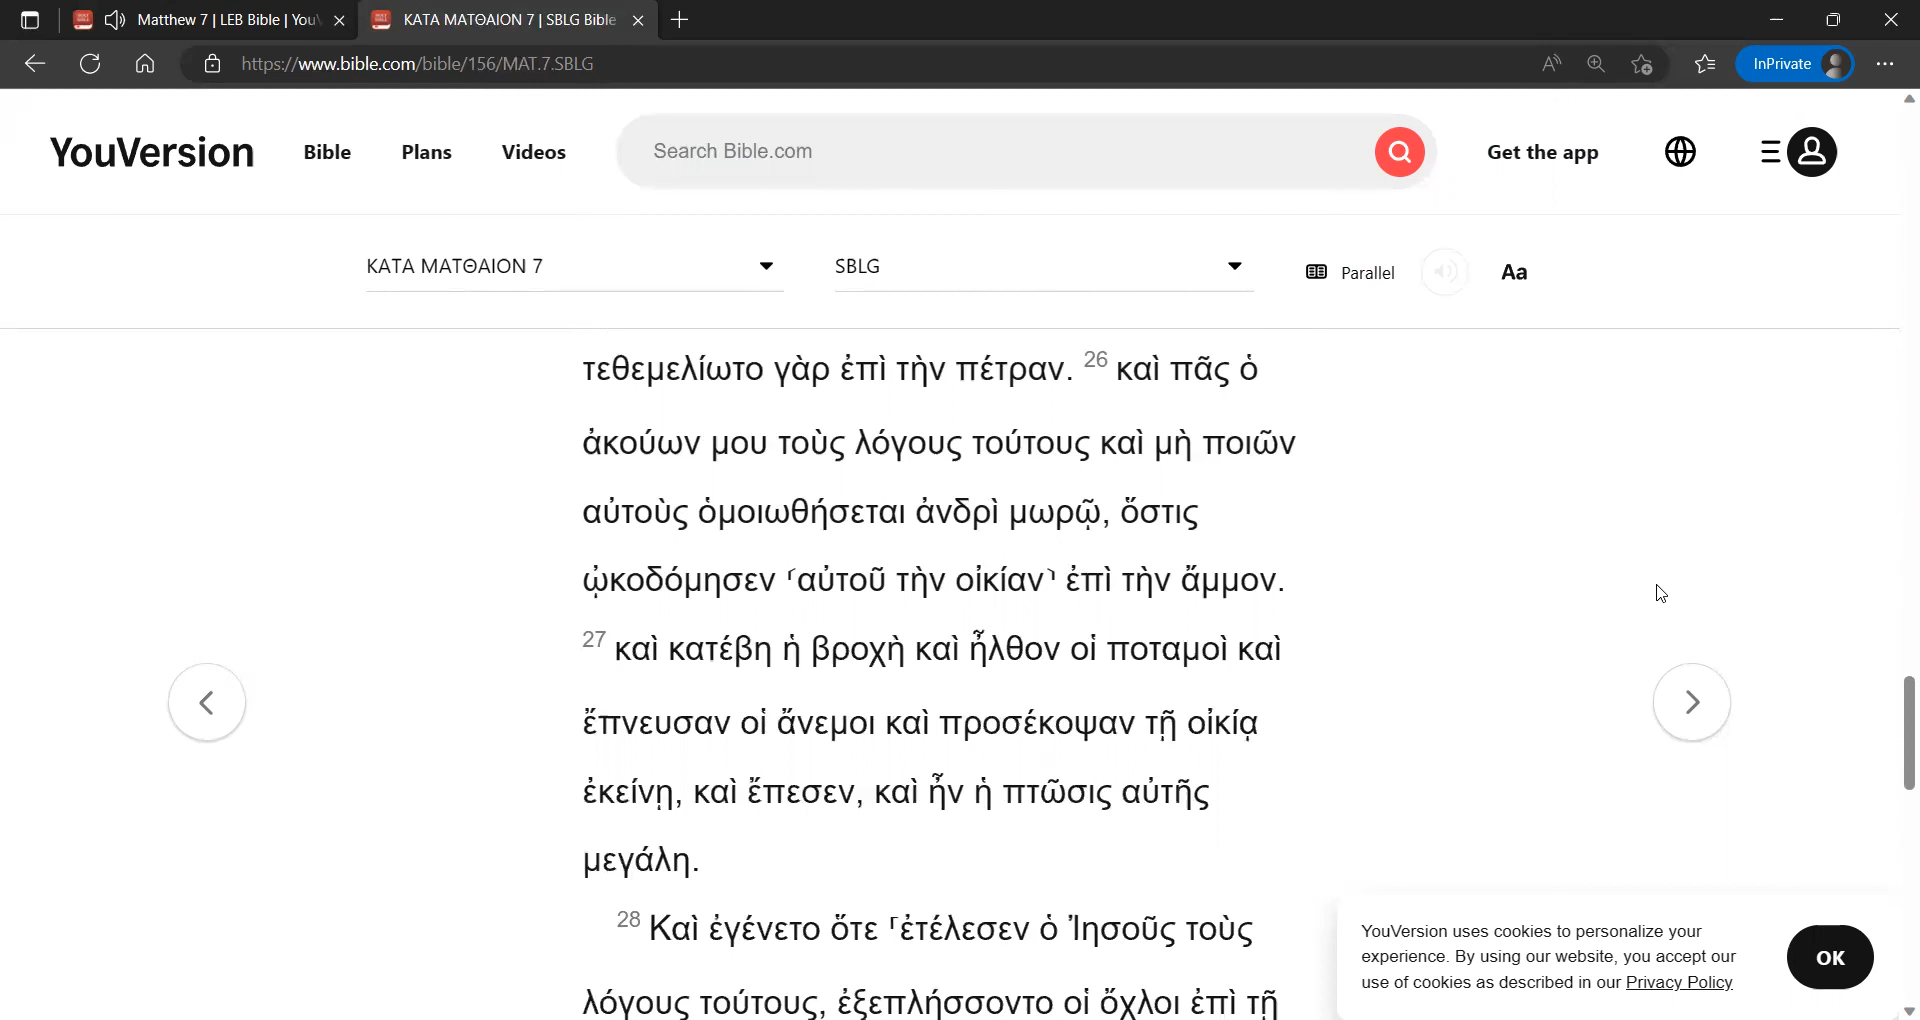 Matthew 7 | LEB Bible | You
ΚΑΤΑ ΜΑΤΘΑΙΟΝ 7 | SBLG Bible
https://www.bible.com/bible/156/MAT.7.SBLG
InPrivate
YouVersion
Bible
Plans
Videos
Search Bible.com
Get the app
ΚΑΤΑ ΜΑΤΘΑΙΟΝ 7
SBLG
Parallel
Aa
τεθεμελίωτο γὰρ ἐπὶ τὴν πέτραν. 26 καὶ πᾶς ὁ
ἀκούων μου τοὺς λόγους τούτους καὶ μὴ ποιῶν
αὐτοὺς ὁμοιωθήσεται ἀνδρὶ μωρῷ, ὅστις
ᾠκοδόμησεν ⸂αὐτοῦ τὴν οἰκίαν⸃ ἐπὶ τὴν ἄμμον.
27 καὶ κατέβη ἡ βροχὴ καὶ ἦλθον οἱ ποταμοὶ καὶ
ἔπνευσαν οἱ ἄνεμοι καὶ προσέκοψαν τῇ οἰκίᾳ
ἐκείνῃ, καὶ ἔπεσεν, καὶ ἦν ἡ πτῶσις αὐτῆς
μεγάλη.
28 Καὶ ἐγένετο ὅτε ⸀ἐτέλεσεν ὁ Ἰησοῦς τοὺς
λόγους τούτους, ἐξεπλήσσοντο οἱ ὄχλοι ἐπὶ τῇ
YouVersion uses cookies to personalize your
experience. By using our website, you accept our
use of cookies as described in our Privacy Policy
OK